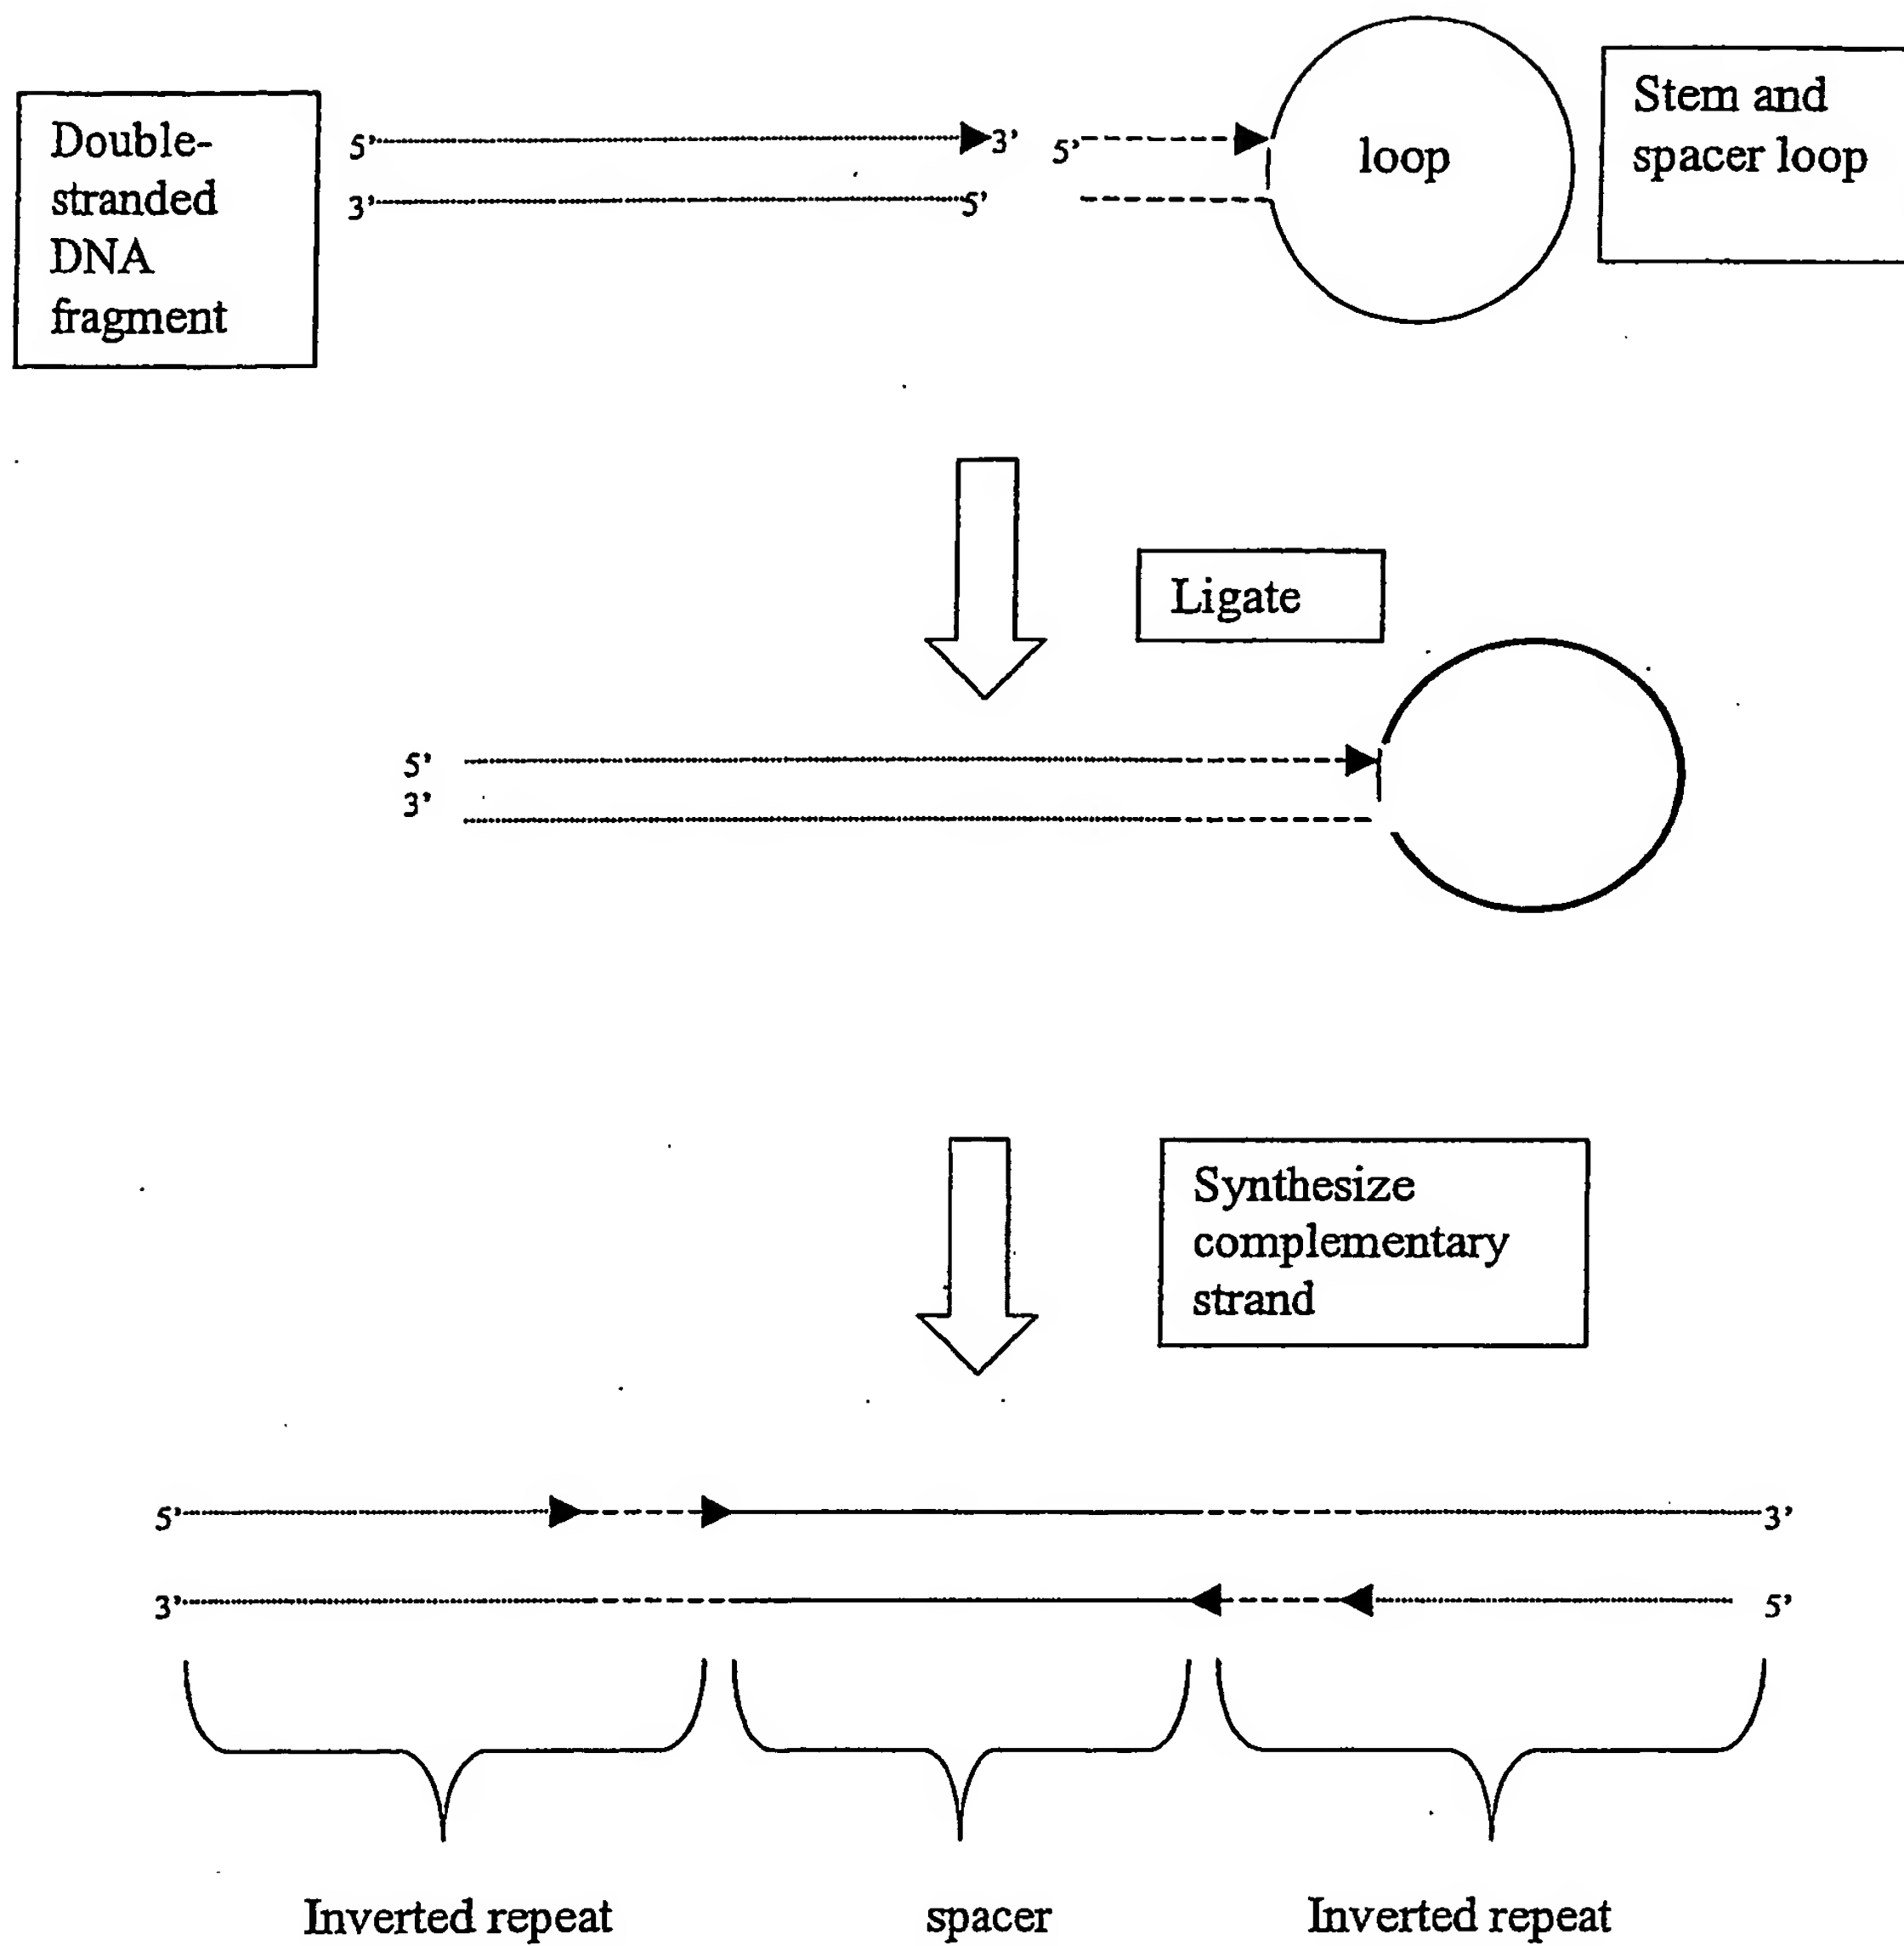 Double-
stranded
DNA
fragment
5' 3' 5'
3' 5'
loop
Stem and
spacer loop
Ligate
5'
3'
Synthesize
complementary
strand
5' 3'
3' 5'
Inverted repeat spacer Inverted repeat